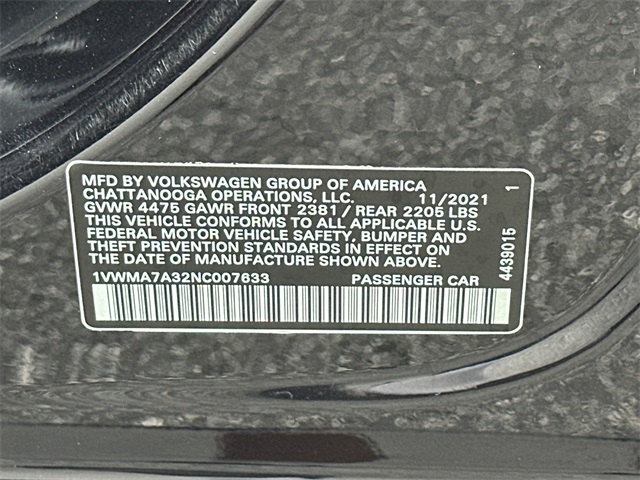 MFD BY VOLKSWAGEN GROUP OF AMERICA
CHATTANOOGA OPERATIONS, LLC. 11/2021
GVWR 4475 GAWR FRONT 2381 / REAR 2205 LBS
THIS VEHICLE CONFORMS TO ALL APPLICABLE U.S.
FEDERAL MOTOR VEHICLE SAFETY, BUMPER AND
THEFT PREVENTION STANDARDS IN EFFECT ON
THE DATE OF MANUFACTURE SHOWN ABOVE.
1VWMA7A32NC007633 PASSENGER CAR
4439015 1